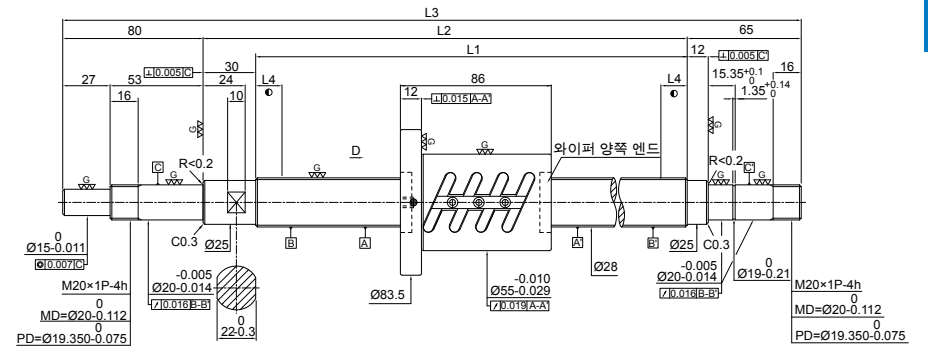 L3
80
L2
65
L1
30
12
⊥ 0.005 C
⊥ 0.005 C'
27
53
24
L4
86
L4
15.35 +0.1 0
16
16
10
12
⊥ 0.015 A-A'
1.35 +0.14 0
G
G
G
D
와이퍼 양쪽 엔드
R<0.2
R<0.2
G
C
G
G
G
G
C'
G
C0.3
Ø25
B
A
A'
B'
Ø25
C0.3
0
Ø15-0.011
◎ 0.007 C
-0.005
Ø20-0.014
0.016 B-B'
Ø83.5
-0.010
Ø55-0.029
0.019 A-A'
Ø28
-0.005
Ø20-0.014
0.016 B-B'
0
Ø19-0.21
M20×1P-4h
0
MD=Ø20-0.112
0
PD=Ø19.350-0.075
0
22-0.3
M20×1P-4h
0
MD=Ø20-0.112
0
PD=Ø19.350-0.075